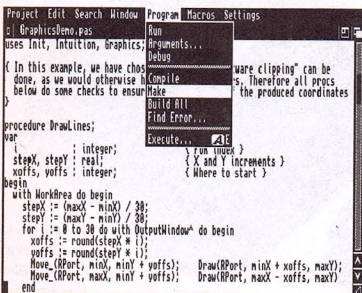 Project Edit Search Window Program Macros Settings
GraphicsDemo.pas
Run
Arguments...
Debug
Compile
Make
Build All
Find Error...
Execute... A E
uses Init, Intuition, Graphics;
{ In this example, we have chos ware clipping" can be
done, as we would otherwise h s. Therefore all procs
below do some checks to ensur the produced coordinates
}
procedure DrawLines;
var
i : integer; { For index }
stepX, stepY : real; { X and Y increments }
xoffs, yoffs : integer; { Where to start }
begin
with WorkArea do begin
stepX := (maxX - minX) / 30;
stepY := (maxY - minY) / 30;
for i := 0 to 30 do with OutputWindow^ do begin
xoffs := round(stepX * i);
yoffs := round(stepY * i);
Move_(RPort, minX, minY + yoffs); Draw(RPort, minX + xoffs, maxY);
Move_(RPort, maxX, minY + yoffs); Draw(RPort, maxX - xoffs, maxY);
end